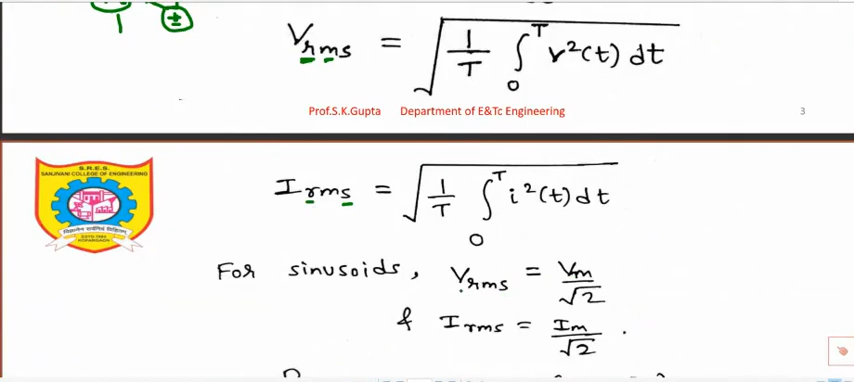 ±
Vrms = √(1/T ∫₀ᵀ v²(t) dt)
Prof.S.K.Gupta Department of E&Tc Engineering 3
S.R.E.S.
SANJIVANI COLLEGE OF ENGINEERING
Irms = √(1/T ∫₀ᵀ i²(t) dt)
For sinusoids, Vrms = Vm/√2
& Irms = Im/√2 .